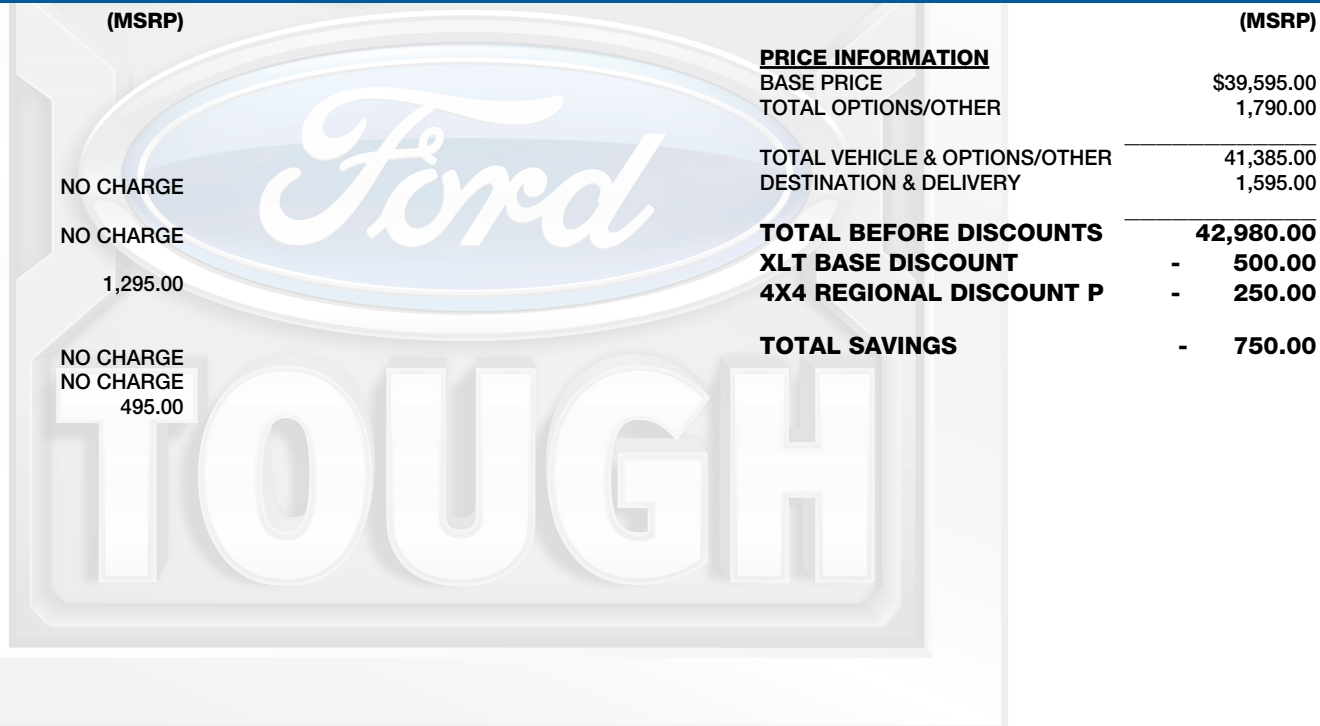 (MSRP)
NO CHARGE
NO CHARGE
1,295.00
NO CHARGE
NO CHARGE
495.00
Ford
TOUGH
(MSRP)
PRICE INFORMATION
BASE PRICE $39,595.00
TOTAL OPTIONS/OTHER 1,790.00
TOTAL VEHICLE & OPTIONS/OTHER 41,385.00
DESTINATION & DELIVERY 1,595.00
TOTAL BEFORE DISCOUNTS 42,980.00
XLT BASE DISCOUNT - 500.00
4X4 REGIONAL DISCOUNT P - 250.00
TOTAL SAVINGS - 750.00